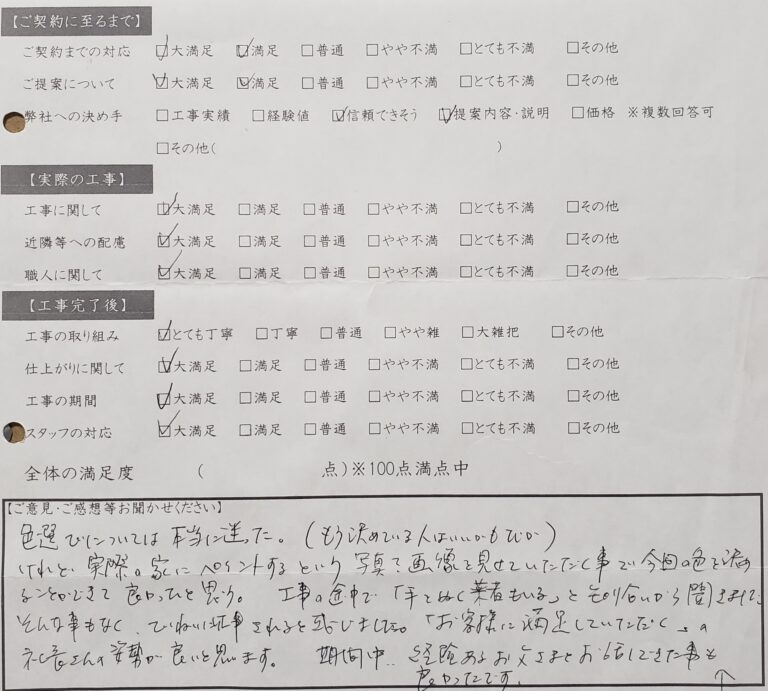 【ご契約に至るまで】
ご契約までの対応 ☑大満足 ☑満足 □普通 □やや不満 □とても不満 □その他
ご提案について ☑大満足 ☑満足 □普通 □やや不満 □とても不満 □その他
弊社への決め手 □工事実績 □経験値 ☑信頼できそう ☑提案内容・説明 □価格 ※複数回答可
□その他( )
【実際の工事】
工事に関して ☑大満足 □満足 □普通 □やや不満 □とても不満 □その他
近隣等への配慮 ☑大満足 □満足 □普通 □やや不満 □とても不満 □その他
職人に関して ☑大満足 □満足 □普通 □やや不満 □とても不満 □その他
【工事完了後】
工事の取り組み ☑とても丁寧 □丁寧 □普通 □やや雑 □大雑把 □その他
仕上がりに関して ☑大満足 □満足 □普通 □やや不満 □とても不満 □その他
工事の期間 ☑大満足 □満足 □普通 □やや不満 □とても不満 □その他
スタッフの対応 ☑大満足 □満足 □普通 □やや不満 □とても不満 □その他
全体の満足度 ( 点)※100点満点中
【ご意見・ご感想等お聞かせください】
色選びについては本当に迷った。(もう決めている人はいいかも
けれど実際の家にペイントするという写真で画像を見せていただく事で今回の色を決め
ることができて良かったと思う。 工事の途中で「手をぬく業者もいる」と知り合いから聞きました
そんな事もなく、ていねいに仕事されると感じました。「お客様に満足していただく」の
社長さんの姿勢が良いと思います。 期間中、経験あるお父さまとお話しできた事も
良かったです。